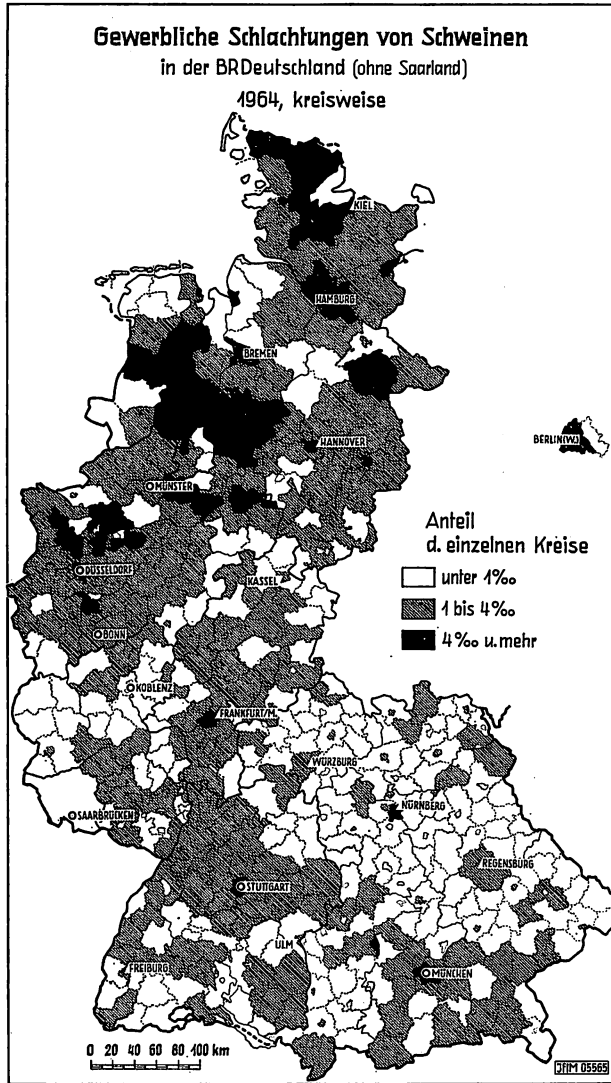 Gewerbliche Schlachtungen von Schweinen
in der BRDeutschland (ohne Saarland)
1964, kreisweise
KIEL
HAMBURG
BREMEN
HANNOVER
BERLIN(W.)
MÜNSTER
Anteil
d. einzelnen Kreise
unter 1‰
1 bis 4‰
4‰ u. mehr
DÜSSELDORF
KASSEL
BONN
KOBLENZ
FRANKFURT/M.
WÜRZBURG
NÜRNBERG
SAARBRÜCKEN
REGENSBURG
STUTTGART
ULM
FREIBURG
MÜNCHEN
0 20 40 60 80 100 km
JffM 05565